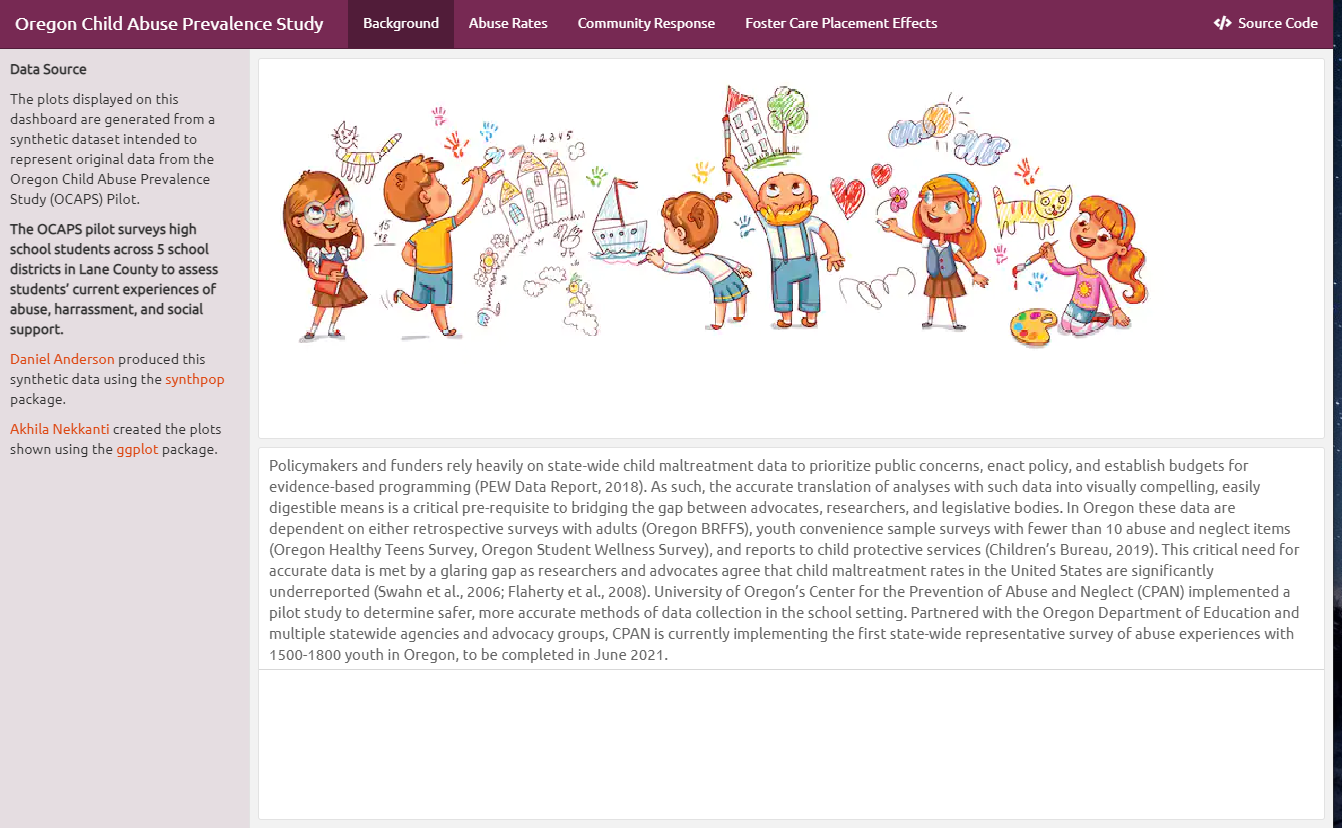 Oregon Child Abuse Prevalence Study
Background
Abuse Rates
Community Response
Foster Care Placement Effects
Source Code
Data Source
The plots displayed on this
dashboard are generated from a
synthetic dataset intended to
represent original data from the
Oregon Child Abuse Prevalence
Study (OCAPS) Pilot.
The OCAPS pilot surveys high
school students across 5 school
districts in Lane County to assess
students’ current experiences of
abuse, harrassment, and social
support.
Daniel Anderson produced this
synthetic data using the synthpop
package.
Akhila Nekkanti created the plots
shown using the ggplot package.
12345
15
+18
Policymakers and funders rely heavily on state-wide child maltreatment data to prioritize public concerns, enact policy, and establish budgets for
evidence-based programming (PEW Data Report, 2018). As such, the accurate translation of analyses with such data into visually compelling, easily
digestible means is a critical pre-requisite to bridging the gap between advocates, researchers, and legislative bodies. In Oregon these data are
dependent on either retrospective surveys with adults (Oregon BRFFS), youth convenience sample surveys with fewer than 10 abuse and neglect items
(Oregon Healthy Teens Survey, Oregon Student Wellness Survey), and reports to child protective services (Children’s Bureau, 2019). This critical need for
accurate data is met by a glaring gap as researchers and advocates agree that child maltreatment rates in the United States are significantly
underreported (Swahn et al., 2006; Flaherty et al., 2008). University of Oregon’s Center for the Prevention of Abuse and Neglect (CPAN) implemented a
pilot study to determine safer, more accurate methods of data collection in the school setting. Partnered with the Oregon Department of Education and
multiple statewide agencies and advocacy groups, CPAN is currently implementing the first state-wide representative survey of abuse experiences with
1500-1800 youth in Oregon, to be completed in June 2021.